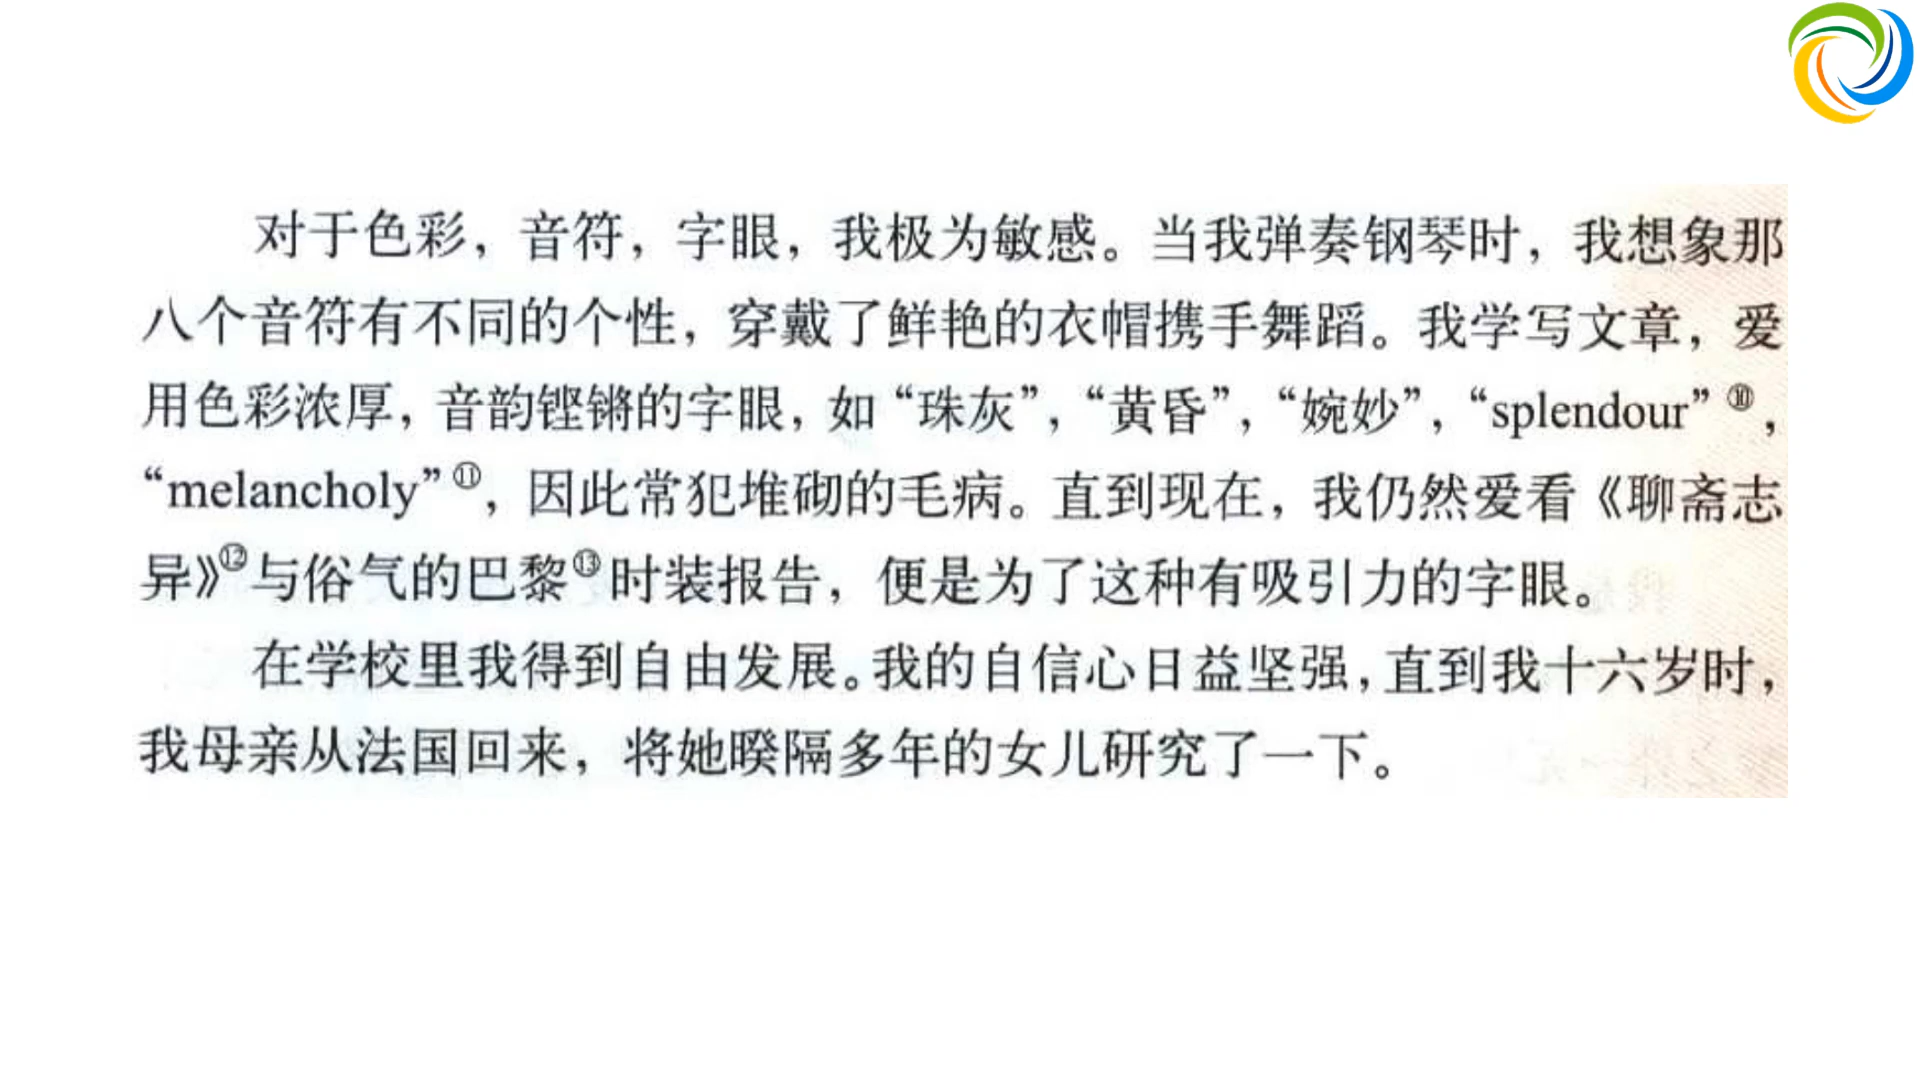 对于色彩，音符，字眼，我极为敏感。当我弹奏钢琴时，我想象那
八个音符有不同的个性，穿戴了鲜艳的衣帽携手舞蹈。我学写文章，爱
用色彩浓厚，音韵铿锵的字眼，如“珠灰”，“黄昏”，“婉妙”，“splendour”⑩，
“melancholy”⑪，因此常犯堆砌的毛病。直到现在，我仍然爱看《聊斋志
异》⑫与俗气的巴黎⑬时装报告，便是为了这种有吸引力的字眼。
在学校里我得到自由发展。我的自信心日益坚强，直到我十六岁时，
我母亲从法国回来，将她暌隔多年的女儿研究了一下。